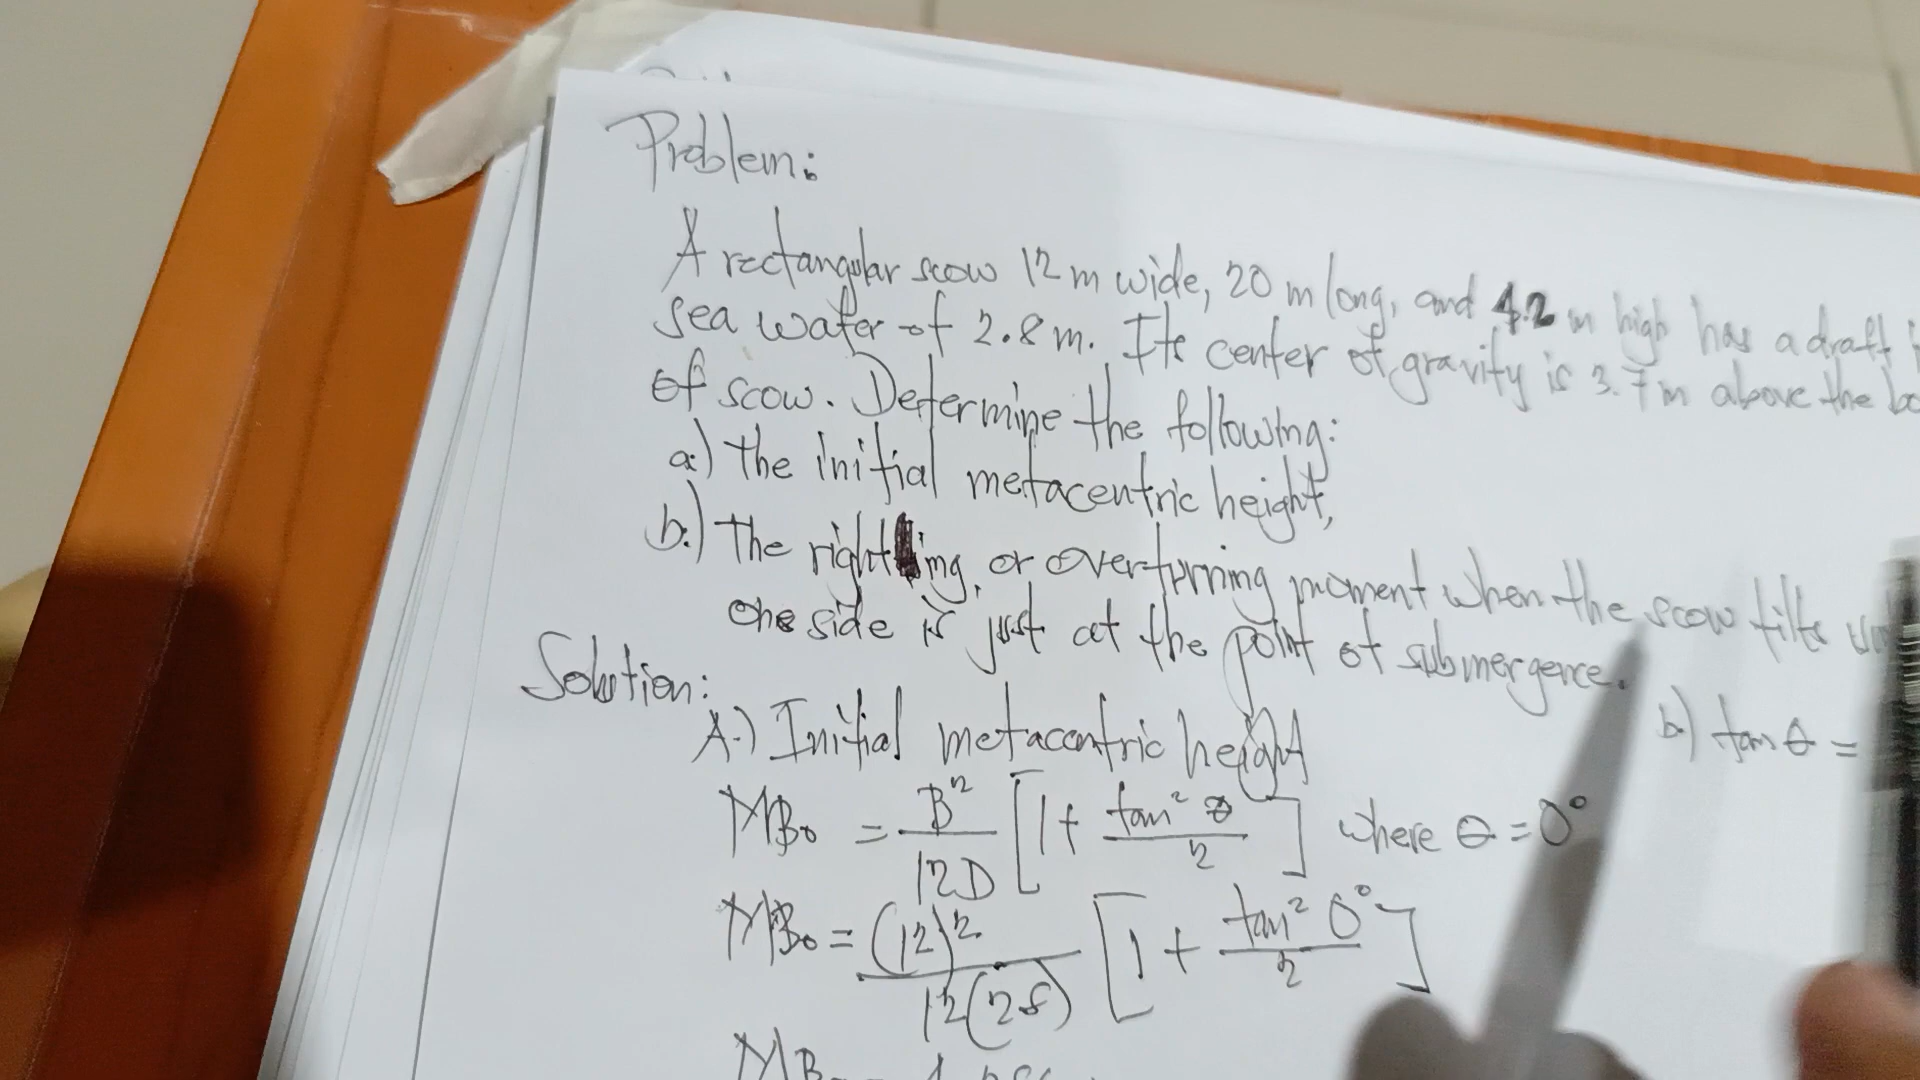 Problem:
A rectangular scow 12 m wide, 20 m long, and 4.2 m high has a draft
sea water of 2.8 m. Its center of gravity is 3.7 m above the
of scow. Determine the following:
a.) the initial metacentric height,
b.) the righting or overturning moment when the scow tilts
one side is just at the point of submergence.
Solution:
A.) Initial metacentric height
b.) tan θ =
MB₀ = B²/12D [1 + tan² θ/2] where θ = 0°
MB₀ = (12)²/12(2.8) [1 + tan² 0°/2]